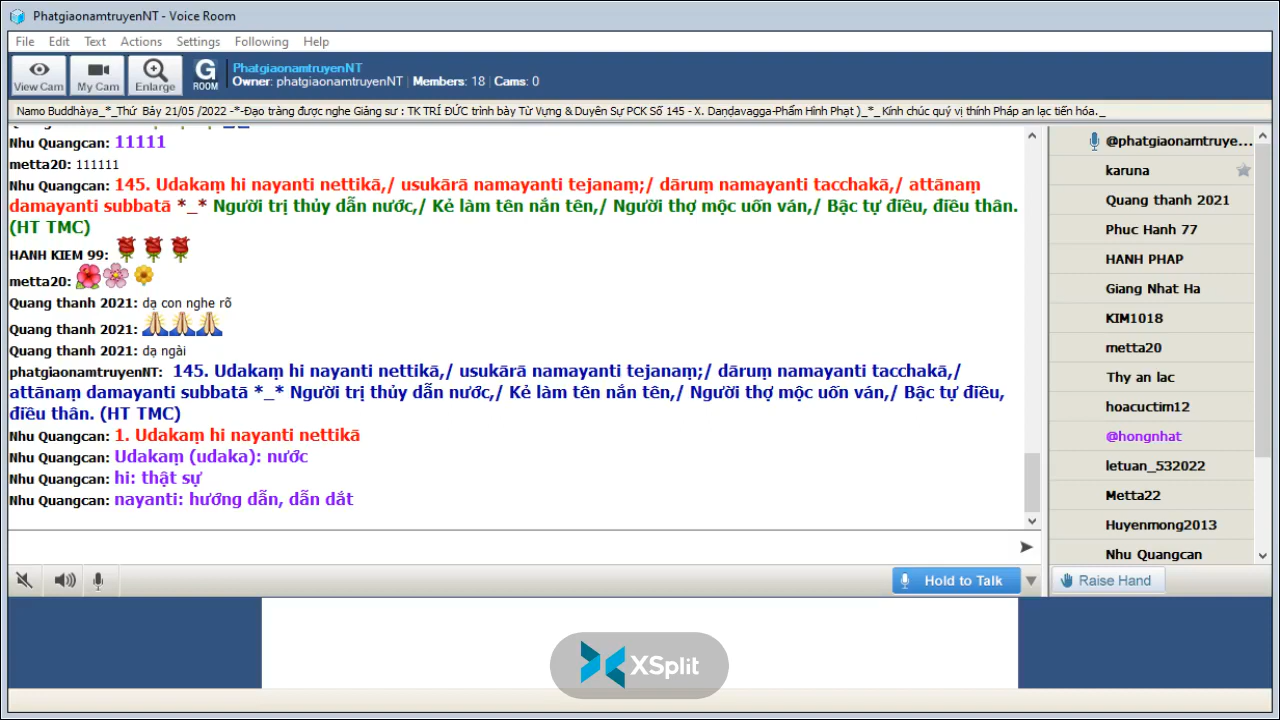 PhatgiaonamtruyenNT - Voice Room
File Edit Text Actions Settings Following Help
View Cam My Cam Enlarge G ROOM
PhatgiaonamtruyenNT
Owner: phatgiaonamtruyenNT | Members: 18 | Cams: 0
Namo Buddhàya_*_Thứ Bảy 21/05 /2022 -*-Đạo tràng được nghe Giảng sư : TK TRÍ ĐỨC trình bày Từ Vựng & Duyên Sự PCK Số 145 - X. Daṇḍavagga-Phẩm Hình Phạt )_*_ Kính chúc quý vị thính Pháp an lạc tiến hóa._
Nhu Quangcan: 11111
metta20: 111111
Nhu Quangcan: 145. Udakaṃ hi nayanti nettikā,/ usukārā namayanti tejanaṃ;/ dāruṃ namayanti tacchakā,/ attānaṃ
damayanti subbatā *_* Người trị thủy dẫn nước,/ Kẻ làm tên nắn tên,/ Người thợ mộc uốn ván,/ Bậc tự điều, điều thân.
(HT TMC)
HANH KIEM 99:
metta20:
Quang thanh 2021: dạ con nghe rõ
Quang thanh 2021:
Quang thanh 2021: dạ ngài
phatgiaonamtruyenNT: 145. Udakaṃ hi nayanti nettikā,/ usukārā namayanti tejanaṃ;/ dāruṃ namayanti tacchakā,/
attānaṃ damayanti subbatā *_* Người trị thủy dẫn nước,/ Kẻ làm tên nắn tên,/ Người thợ mộc uốn ván,/ Bậc tự điều,
điều thân. (HT TMC)
Nhu Quangcan: 1. Udakaṃ hi nayanti nettikā
Nhu Quangcan: Udakaṃ (udaka): nước
Nhu Quangcan: hi: thật sự
Nhu Quangcan: nayanti: hướng dẫn, dẫn dắt
@phatgiaonamtruye...
karuna
Quang thanh 2021
Phuc Hanh 77
HANH PHAP
Giang Nhat Ha
KIM1018
metta20
Thy an lac
hoacuctim12
@hongnhat
letuan_532022
Metta22
Huyenmong2013
Nhu Quangcan
Hold to Talk
Raise Hand
XSplit